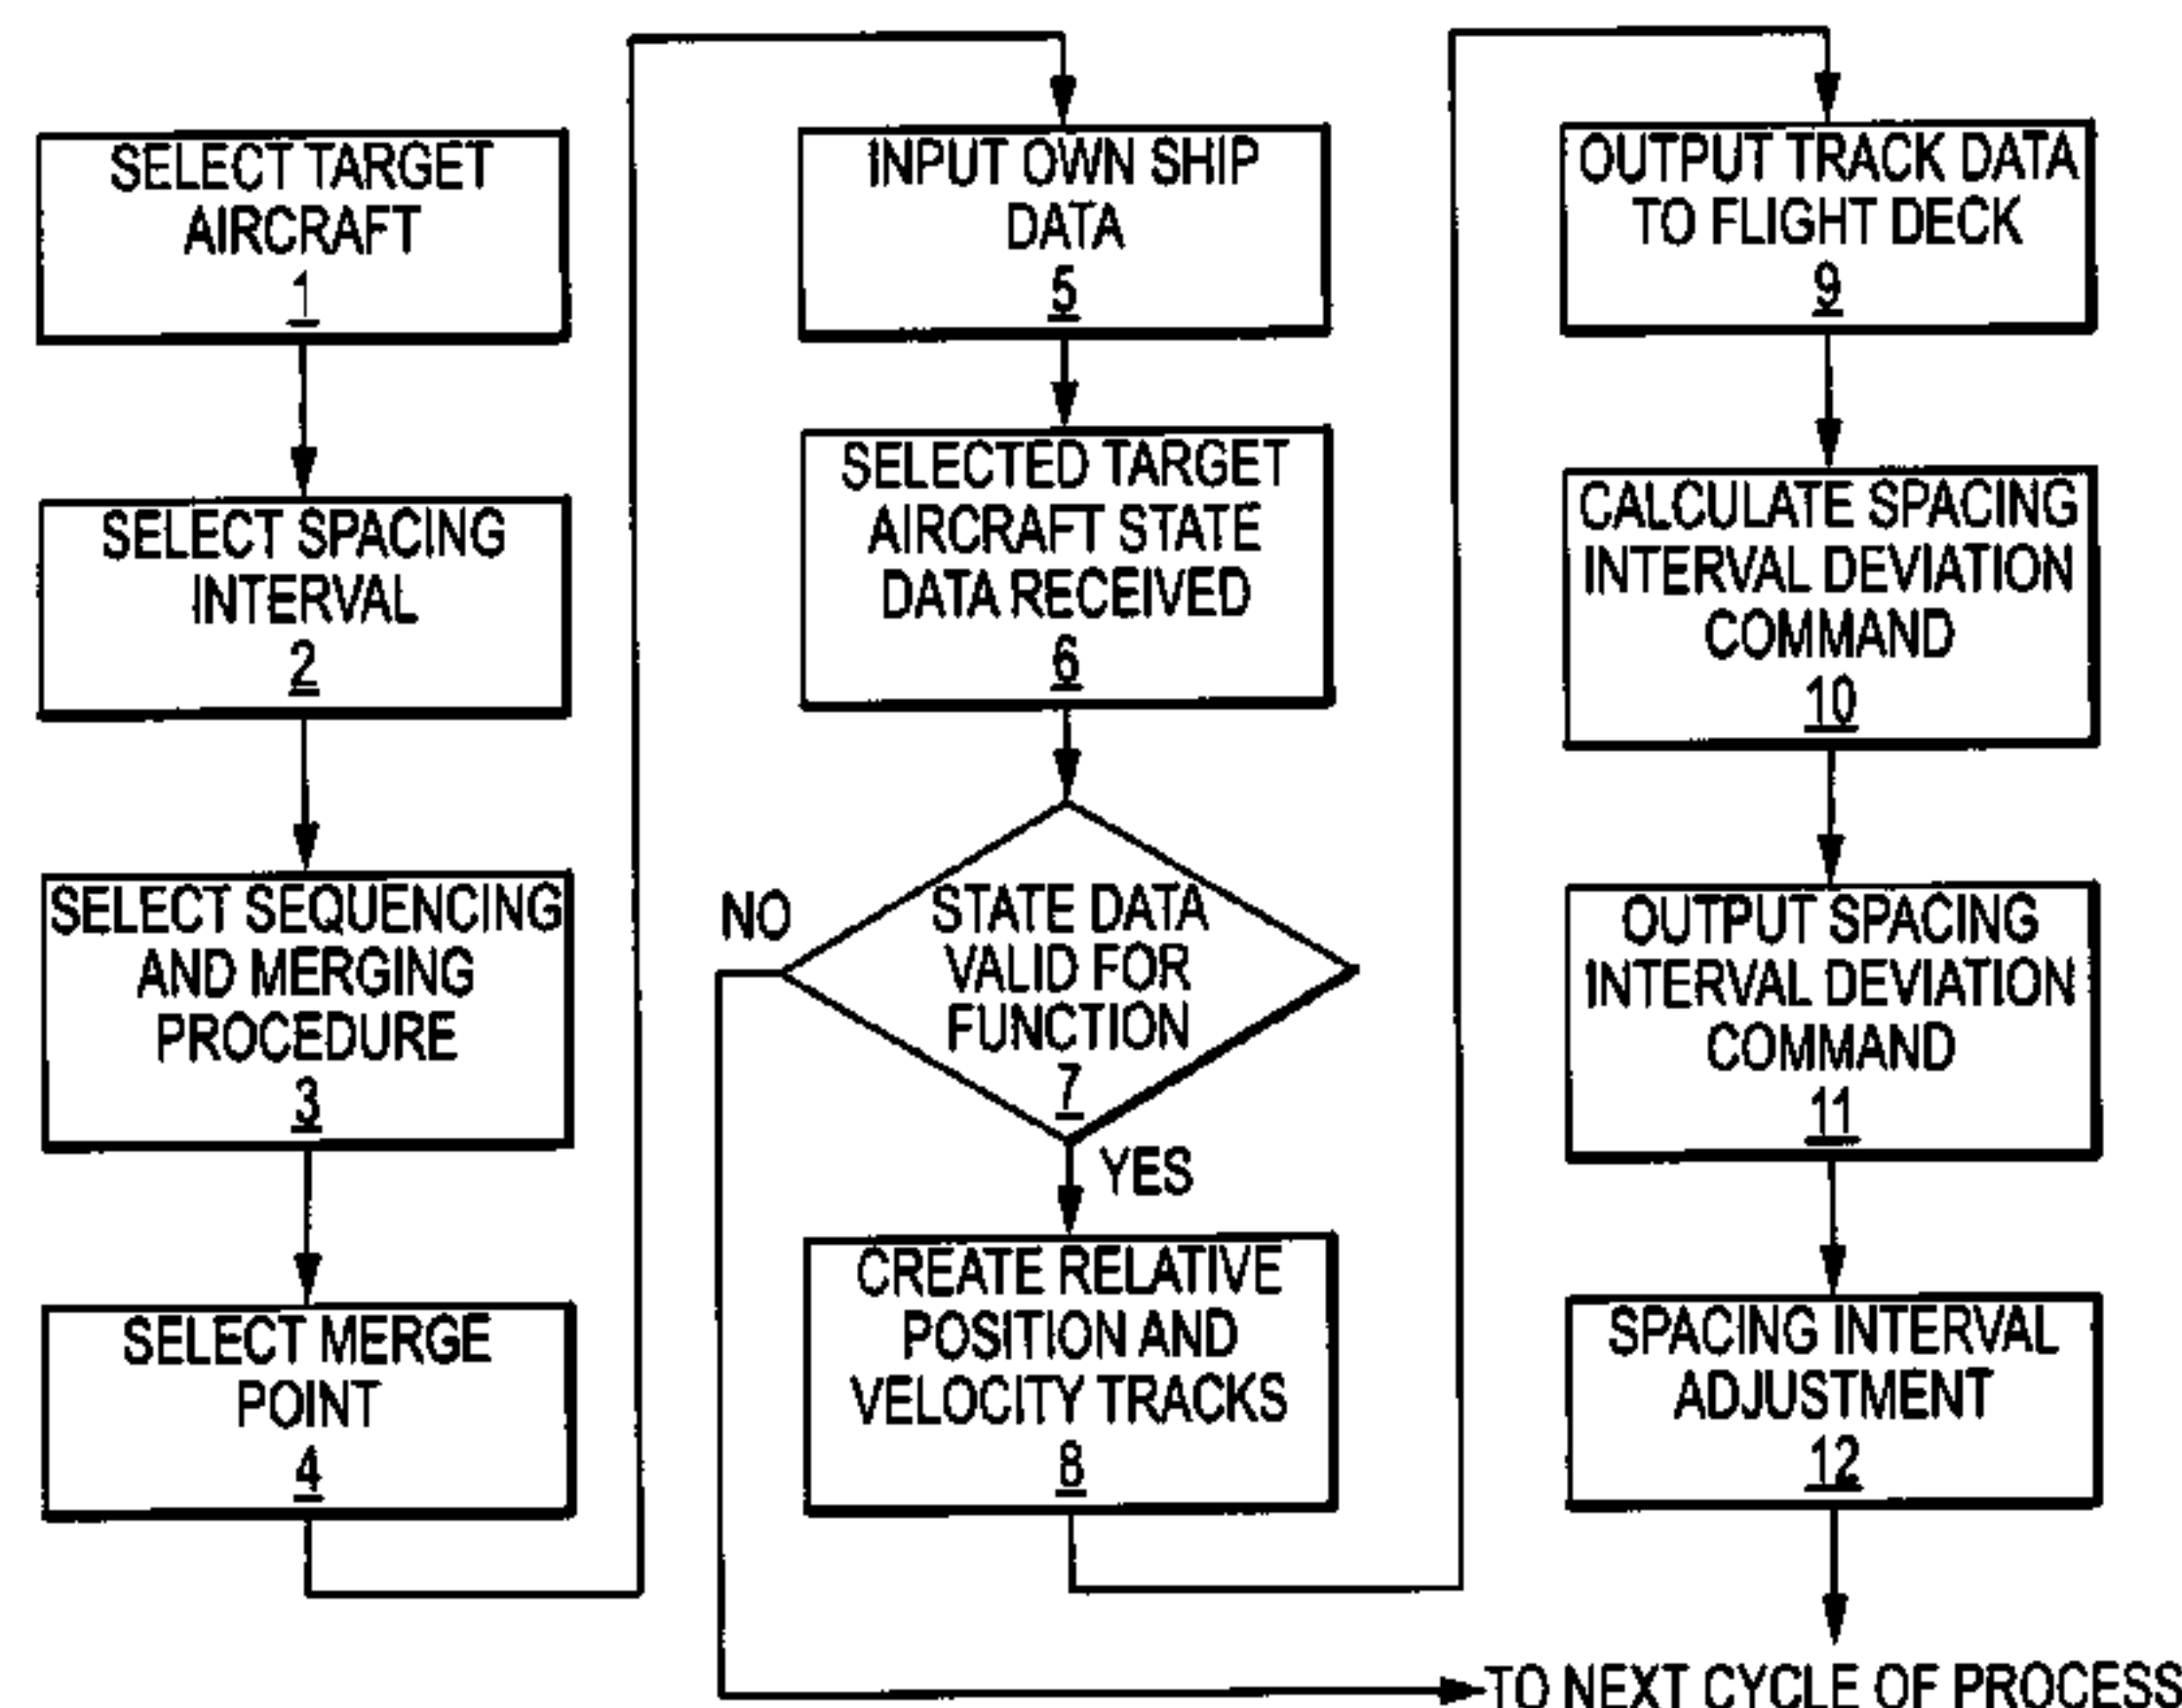 SELECT TARGET
AIRCRAFT
1
SELECT SPACING
INTERVAL
2
SELECT SEQUENCING
AND MERGING
PROCEDURE
3
SELECT MERGE
POINT
4
INPUT OWN SHIP
DATA
5
SELECTED TARGET
AIRCRAFT STATE
DATA RECEIVED
6
STATE DATA
VALID FOR
FUNCTION
7
NO
YES
CREATE RELATIVE
POSITION AND
VELOCITY TRACKS
8
OUTPUT TRACK DATA
TO FLIGHT DECK
9
CALCULATE SPACING
INTERVAL DEVIATION
COMMAND
10
OUTPUT SPACING
INTERVAL DEVIATION
COMMAND
11
SPACING INTERVAL
ADJUSTMENT
12
TO NEXT CYCLE OF PROCESS